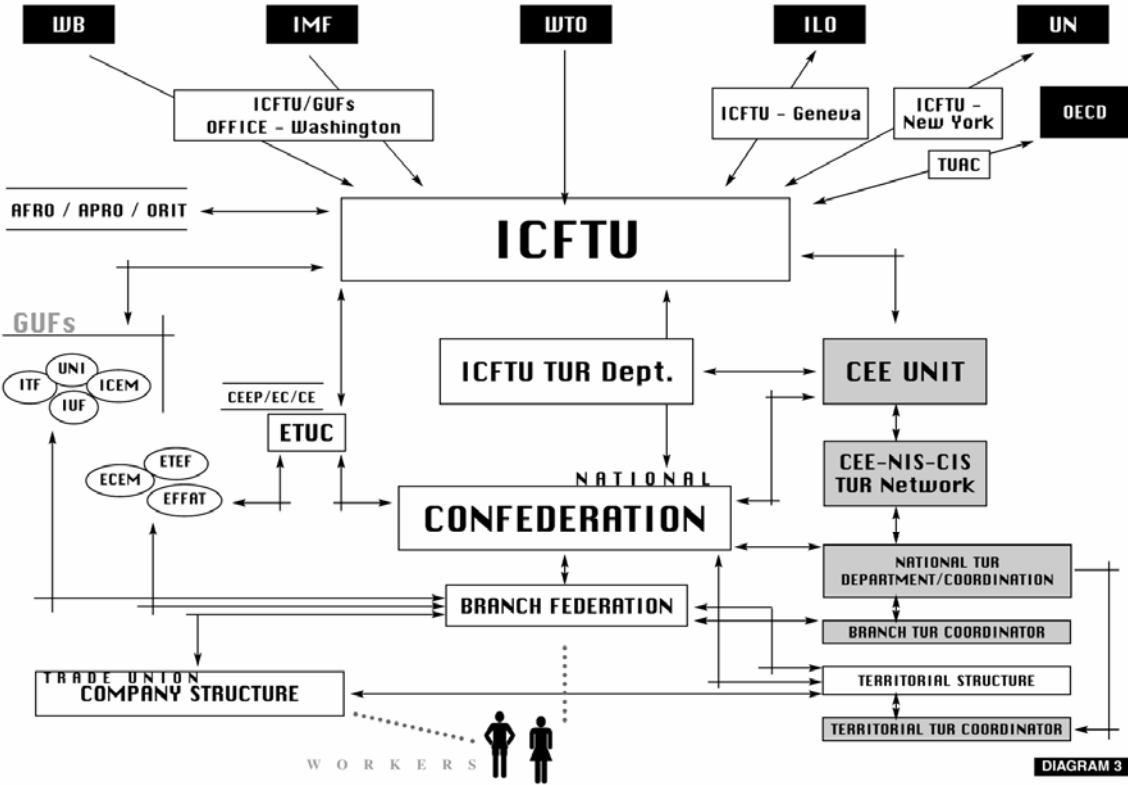 WB
IMF
WTO
ILO
UN
ICFTU/GUFs
OFFICE - Washington
ICFTU - Geneva
ICFTU -
New York
OECD
TUAC
AFRO / APRO / ORIT
ICFTU
GUFs
UNI
ITF
ICEM
IUF
ICFTU TUR Dept.
CEE UNIT
CEEP/EC/CE
ETUC
ETEF
ECEM
EFFAT
CEE-NIS-CIS
TUR Network
NATIONAL
CONFEDERATION
NATIONAL TUR
DEPARTMENT/COORDINATION
BRANCH FEDERATION
BRANCH TUR COORDINATOR
TRADE UNION
COMPANY STRUCTURE
TERRITORIAL STRUCTURE
TERRITORIAL TUR COORDINATOR
WORKERS
DIAGRAM 3